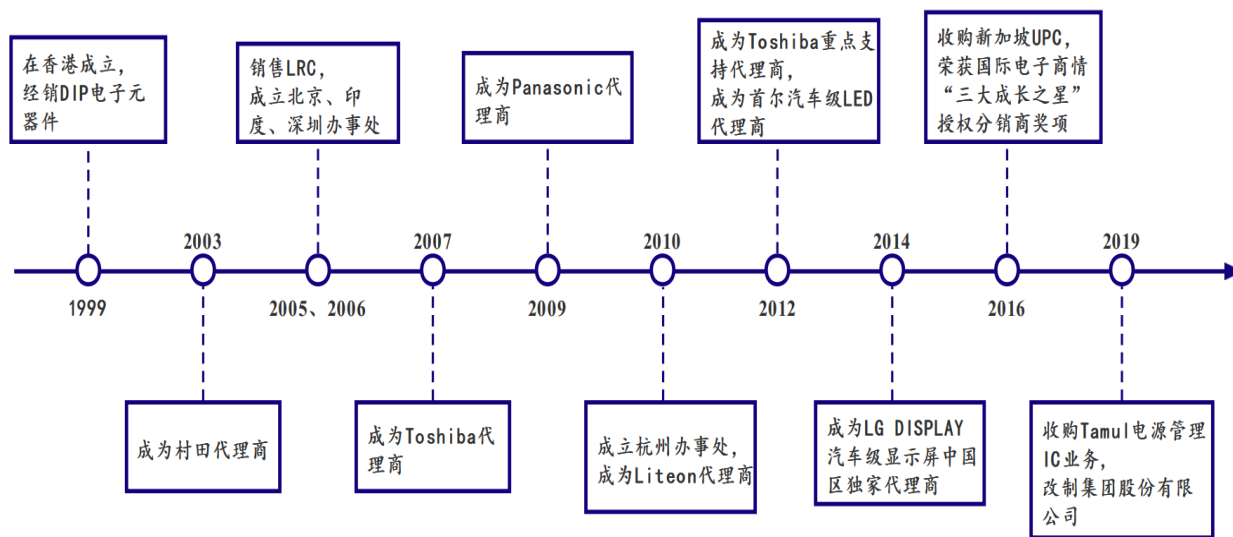 在香港成立，
经销DIP电子元
器件
销售LRC，
成立北京、印
度、深圳办事处
成为Panasonic代
理商
成为Toshiba重点支
持代理商，
成为首尔汽车级LED
代理商
收购新加坡UPC，
荣获国际电子商情
“三大成长之星”
授权分销商奖项
2003
2007
2010
2014
2019
1999
2005、2006
2009
2012
2016
成为村田代理商
成为Toshiba代
理商
成立杭州办事处，
成为Liteon代理商
成为LG DISPLAY
汽车级显示屏中国
区独家代理商
收购Tamul电源管理
IC业务，
改制集团股份有限
公司